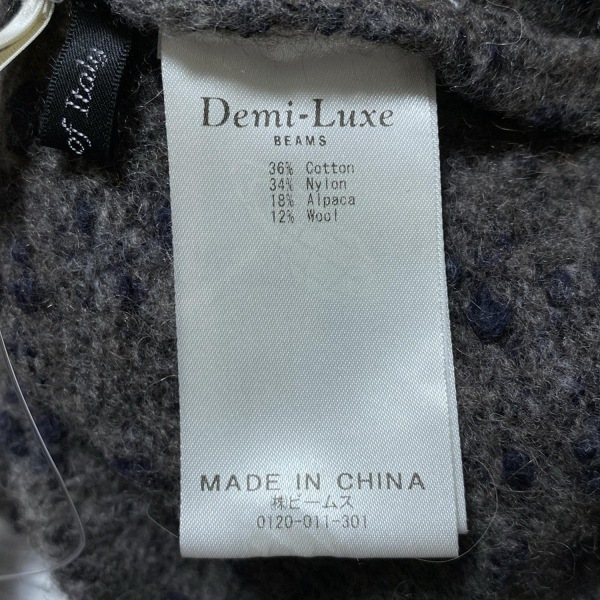 of Italy
Demi-Luxe
BEAMS
36% Cotton
34% Nylon
18% Alpaca
12% Wool
MADE IN CHINA
㈱ビームス
0120-011-301